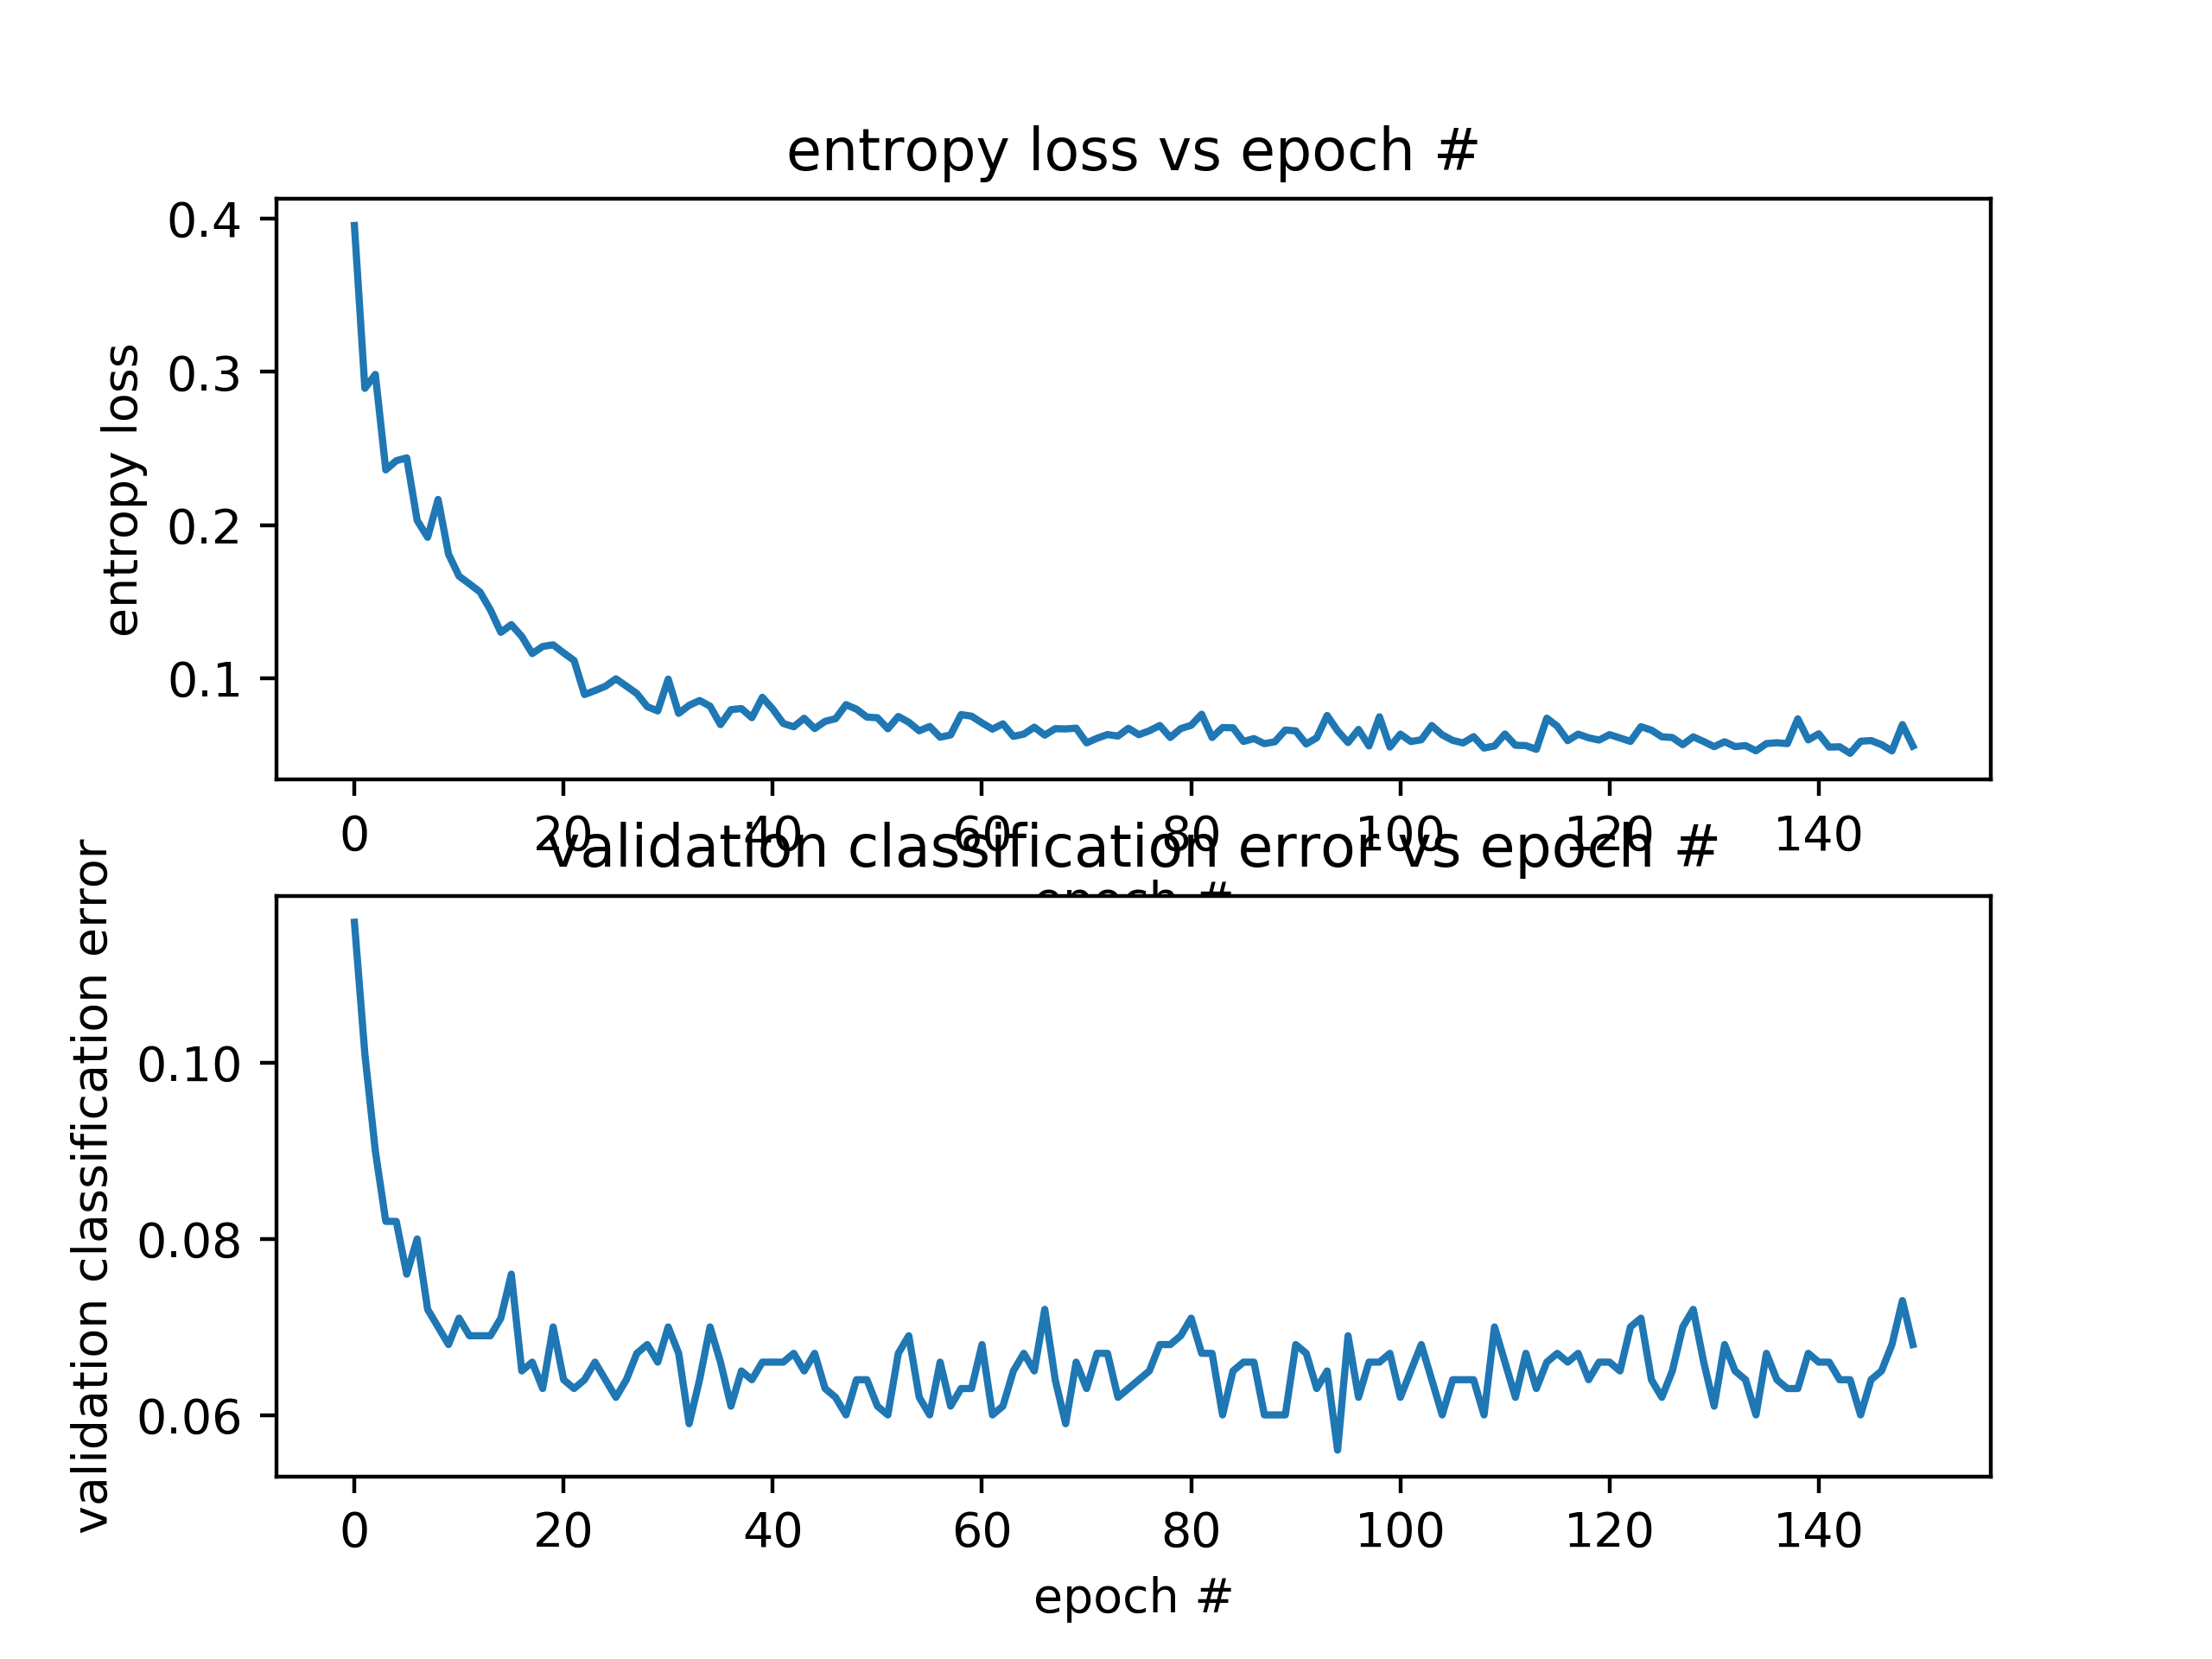 entropy loss vs epoch #
entropy loss
0.4
0.3
0.2
0.1
0 20 40 60 80 100 120 140
epoch #
validation classification error vs epoch #
validation classification error
0.10
0.08
0.06
0 20 40 60 80 100 120 140
epoch #